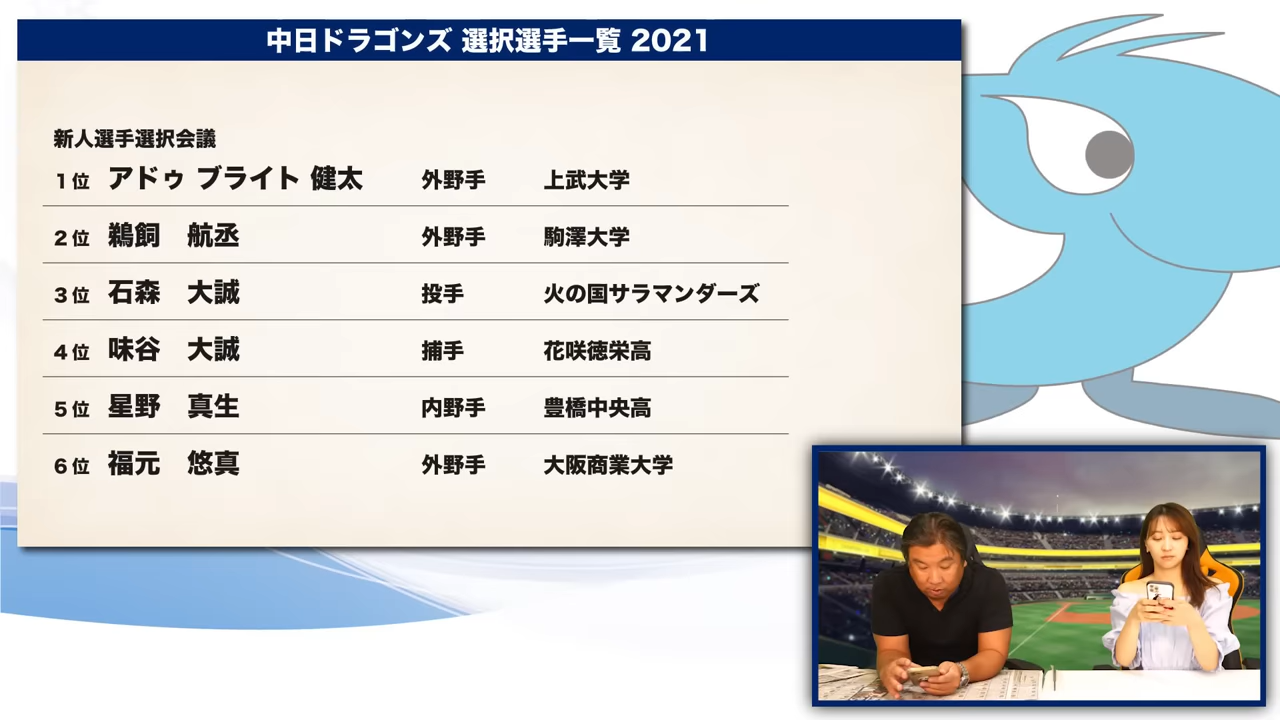 中日ドラゴンズ 選択選手一覧 2021
新人選手選択会議
1位 アドゥ ブライト 健太 外野手 上武大学
2位 鵜飼 航丞 外野手 駒澤大学
3位 石森 大誠 投手 火の国サラマンダーズ
4位 味谷 大誠 捕手 花咲徳栄高
5位 星野 真生 内野手 豊橋中央高
6位 福元 悠真 外野手 大阪商業大学